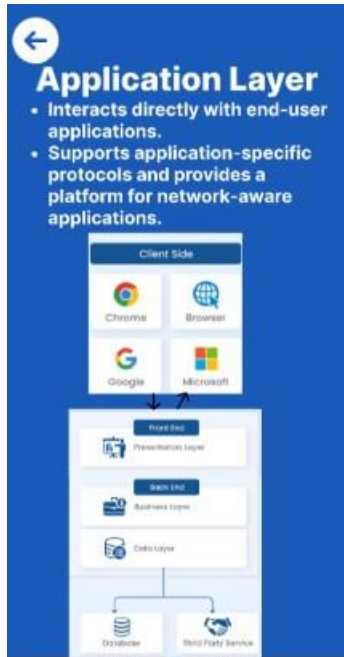 Application Layer
• Interacts directly with end-user
applications.
• Supports application-specific
protocols and provides a
platform for network-aware
applications.
Client Side
Chrome Browser
Google Microsoft
Front End
Presentation Layer
Back End
Business Layer
Data Layer
Database Third Party Service